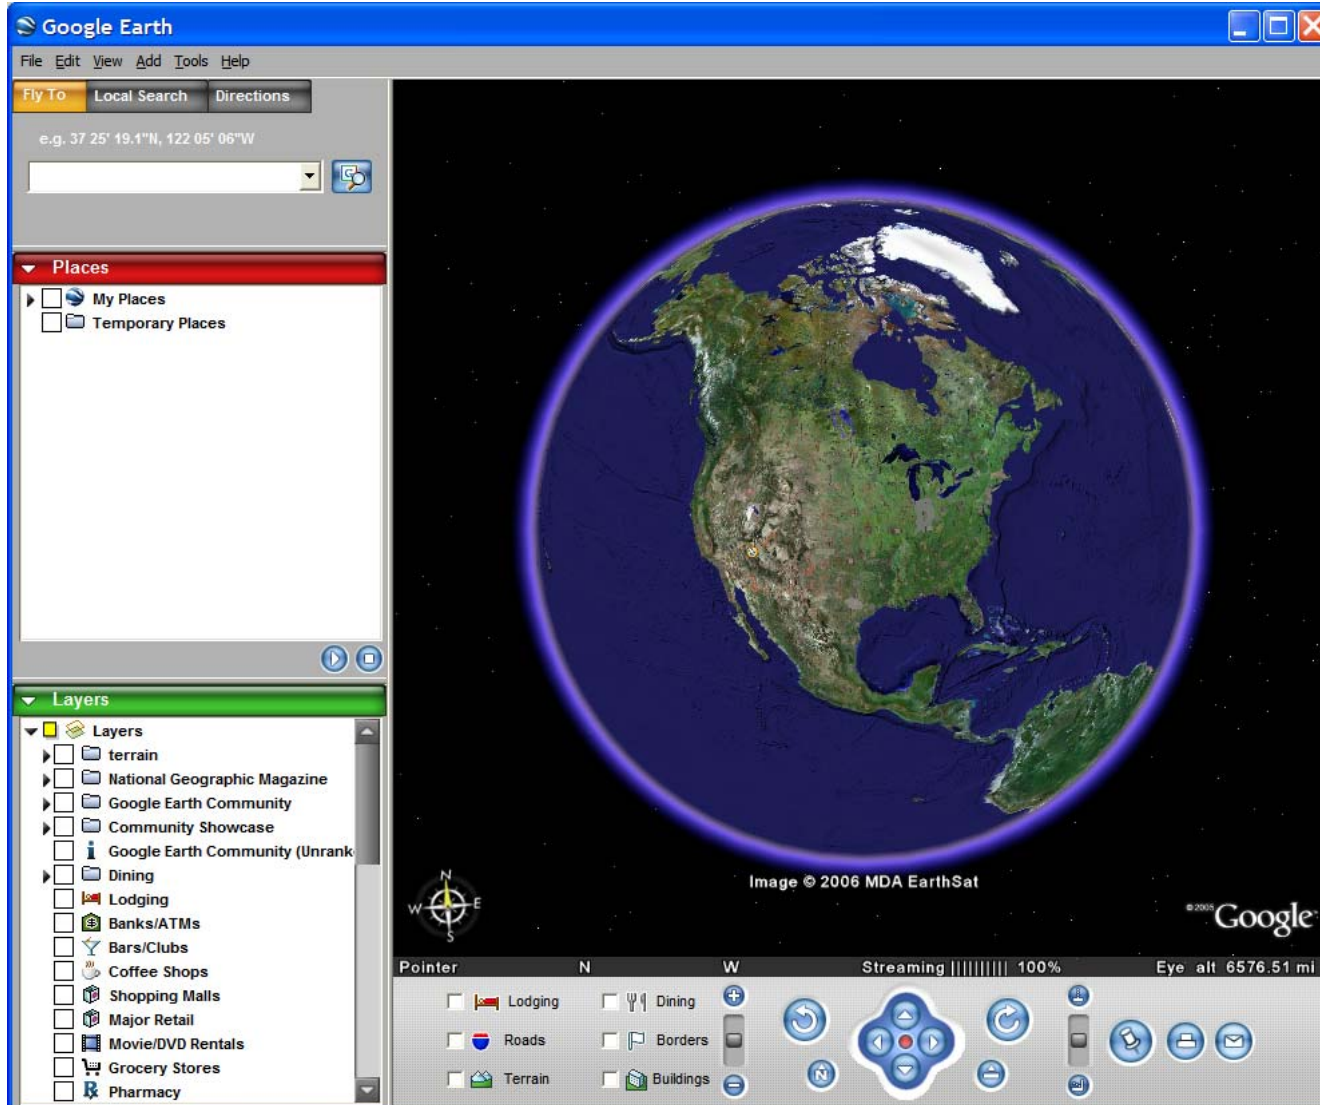 Google Earth
File Edit View Add Tools Help
Fly To Local Search Directions
e.g. 37 25' 19.1"N, 122 05' 06"W
Places
My Places
Temporary Places
Layers
Layers
terrain
National Geographic Magazine
Google Earth Community
Community Showcase
Google Earth Community (Unrank
Dining
Lodging
Banks/ATMs
Bars/Clubs
Coffee Shops
Shopping Malls
Major Retail
Movie/DVD Rentals
Grocery Stores
Pharmacy
N
W E
S
Image © 2006 MDA EarthSat
© 2005 Google
Pointer N W Streaming |||||||||| 100% Eye alt 6576.51 mi
Lodging Dining
Roads Borders
Terrain Buildings
N